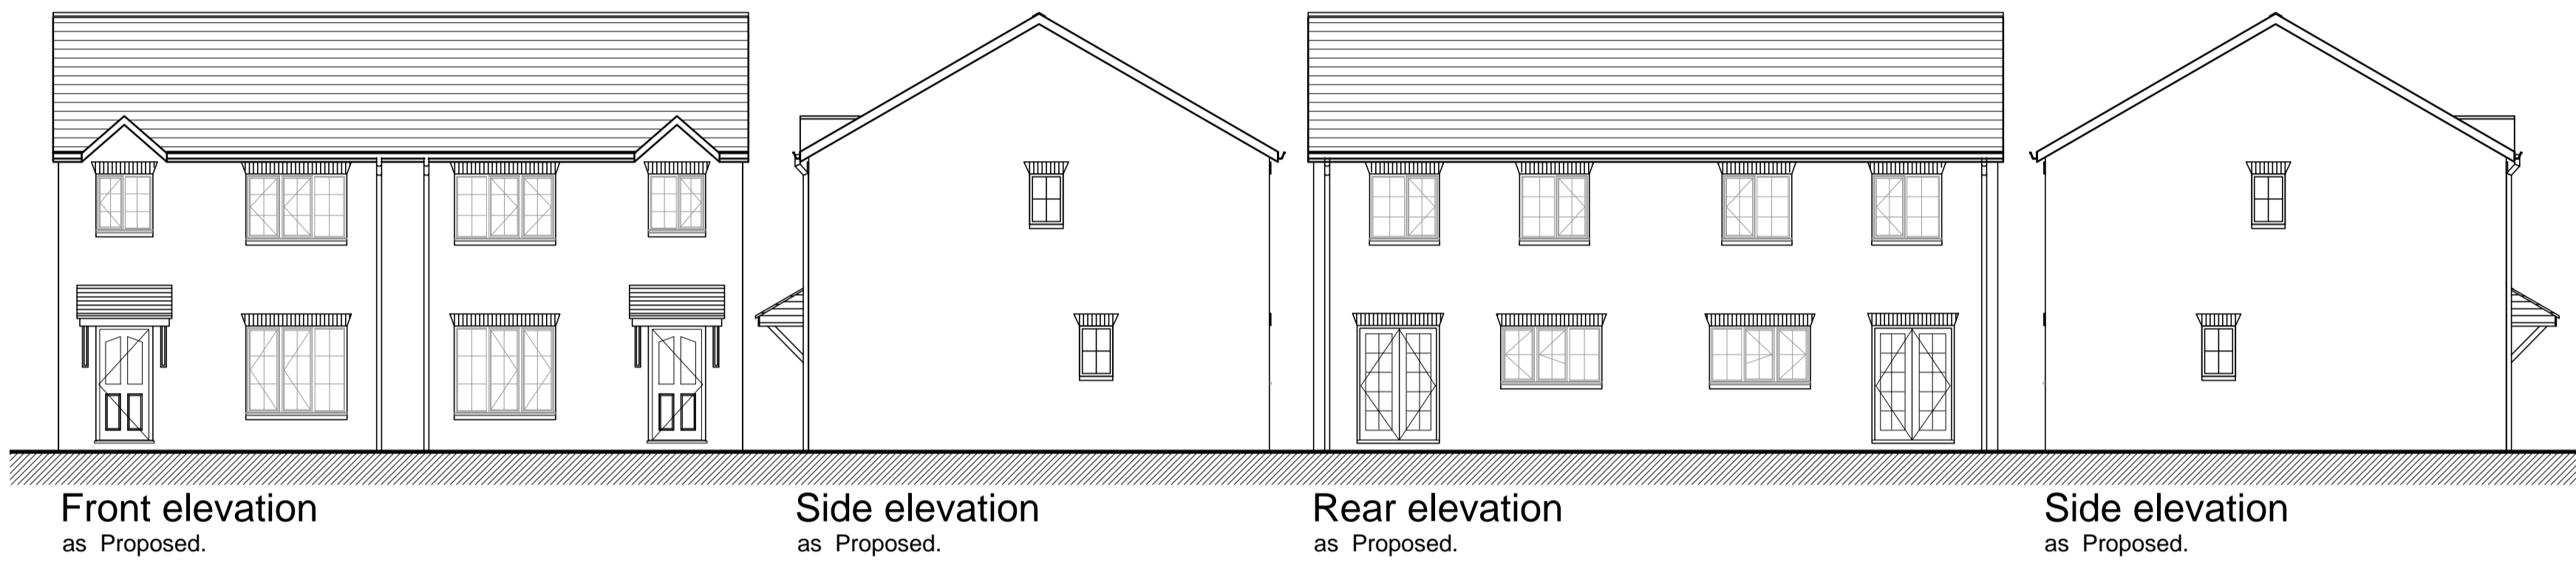 Front elevation
as Proposed.
Side elevation
as Proposed.
Rear elevation
as Proposed.
Side elevation
as Proposed.